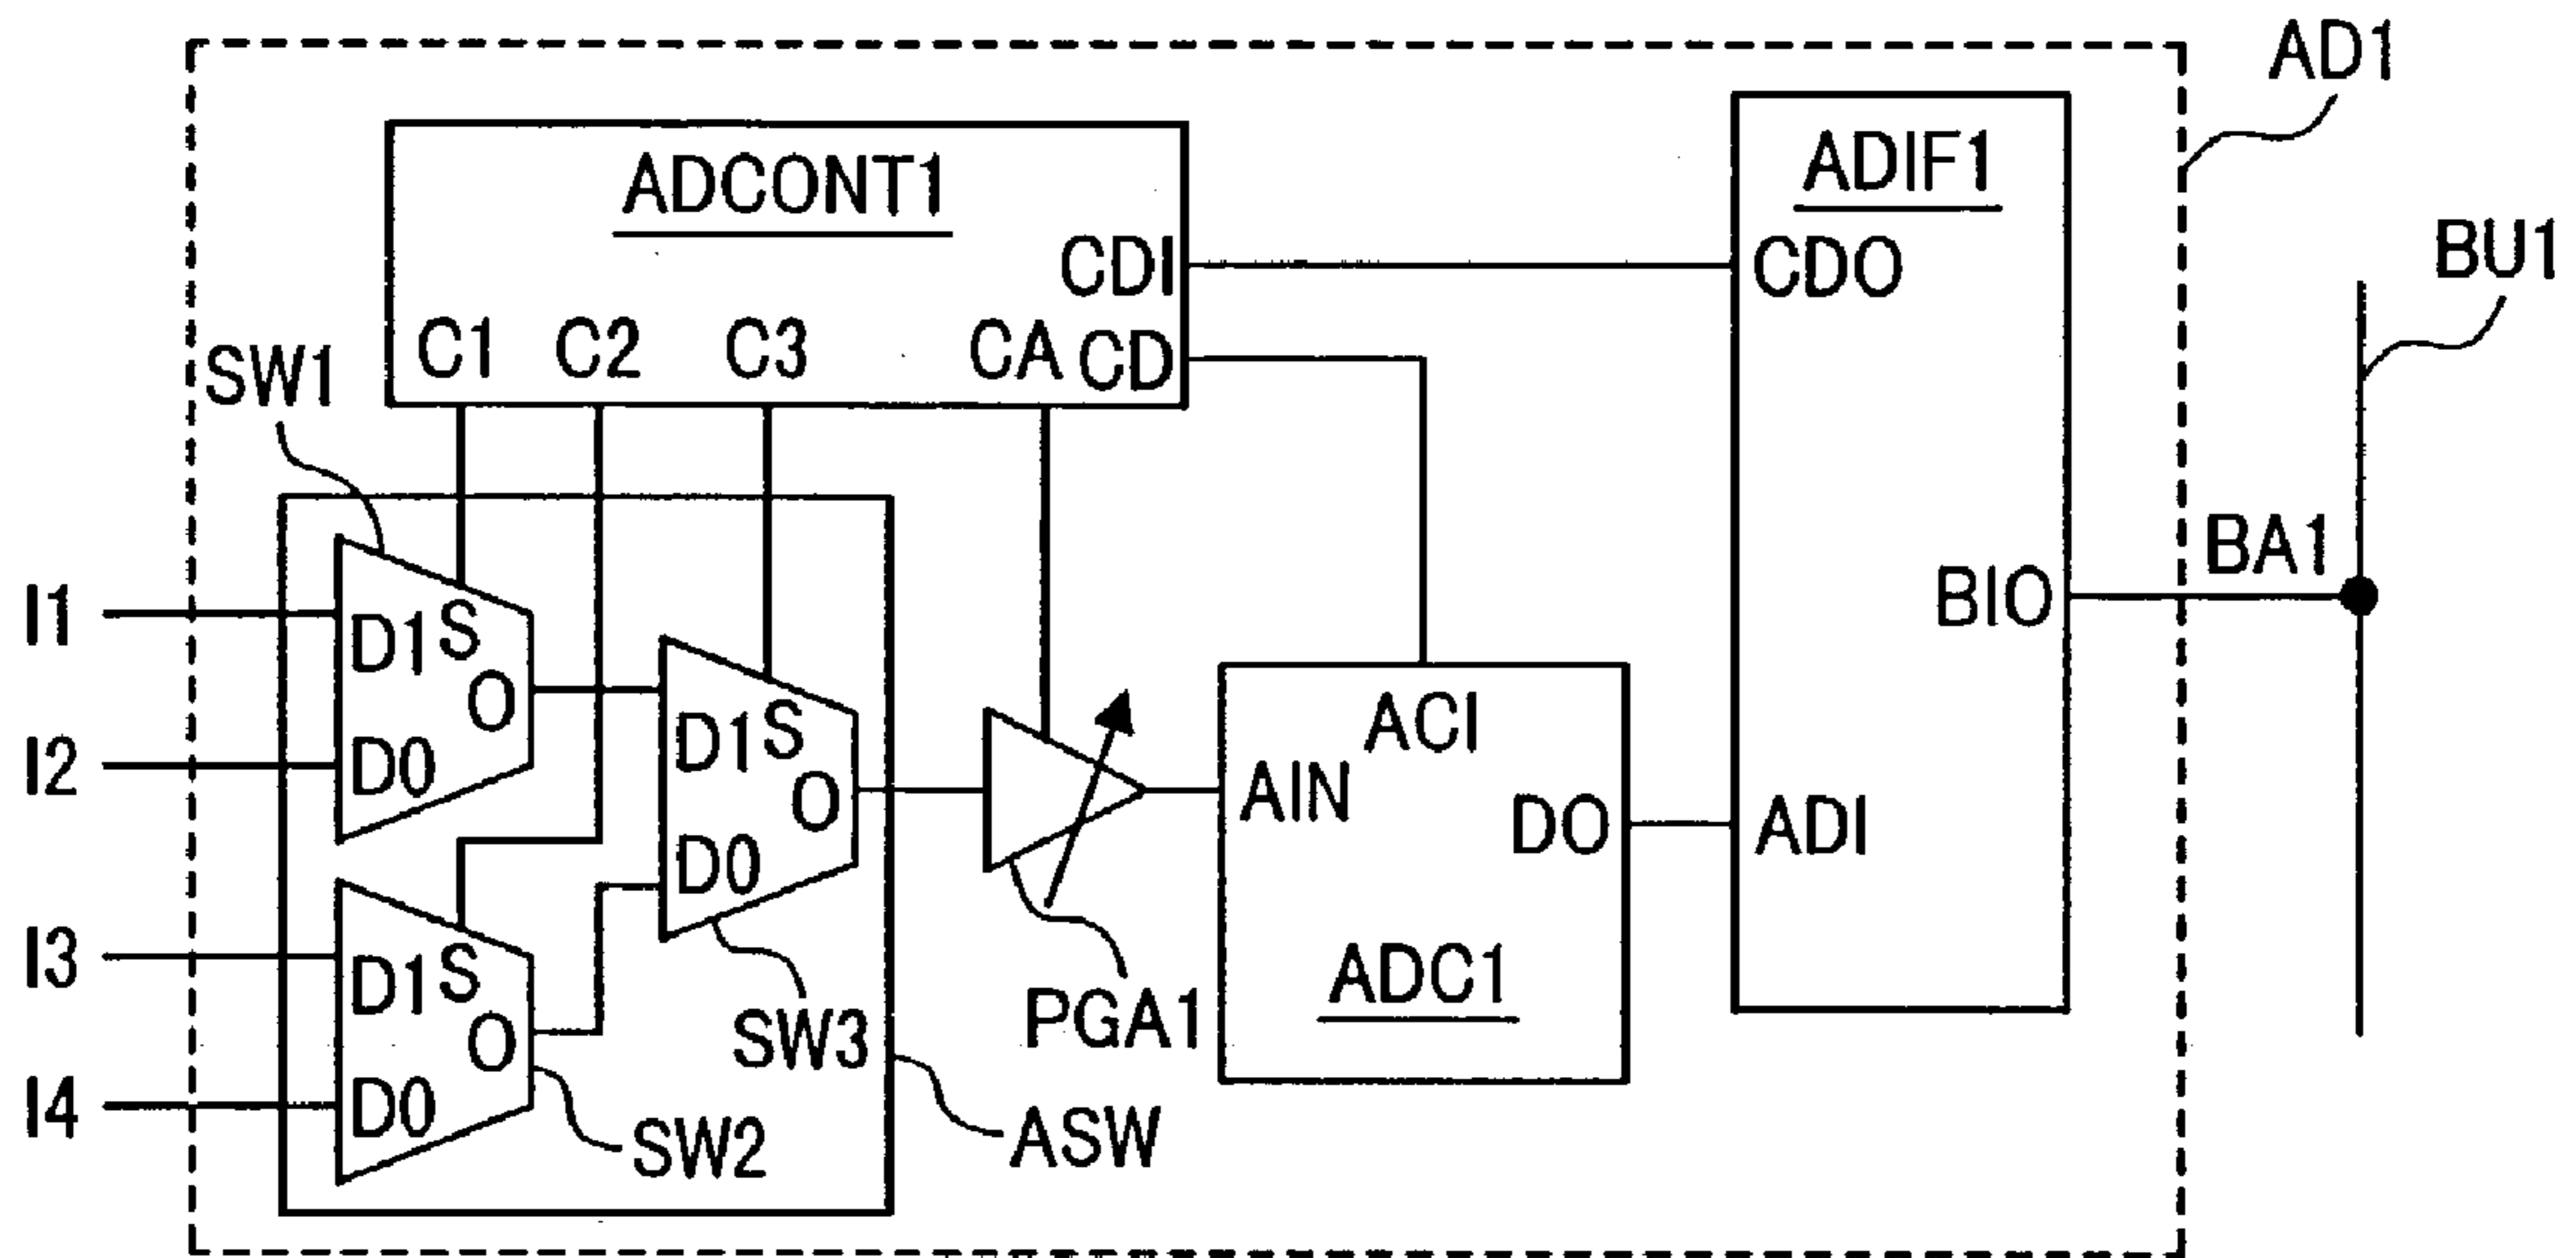 AD1
ADCONT1
ADIF1
BU1
CDI
CDO
C1
C2
C3
CA
CD
SW1
BA1
BIO
I1
D1
S
O
I2
D0
D1
S
O
D0
AIN
ACI
DO
ADI
I3
D1
S
O
I4
D0
SW2
SW3
PGA1
ADC1
ASW